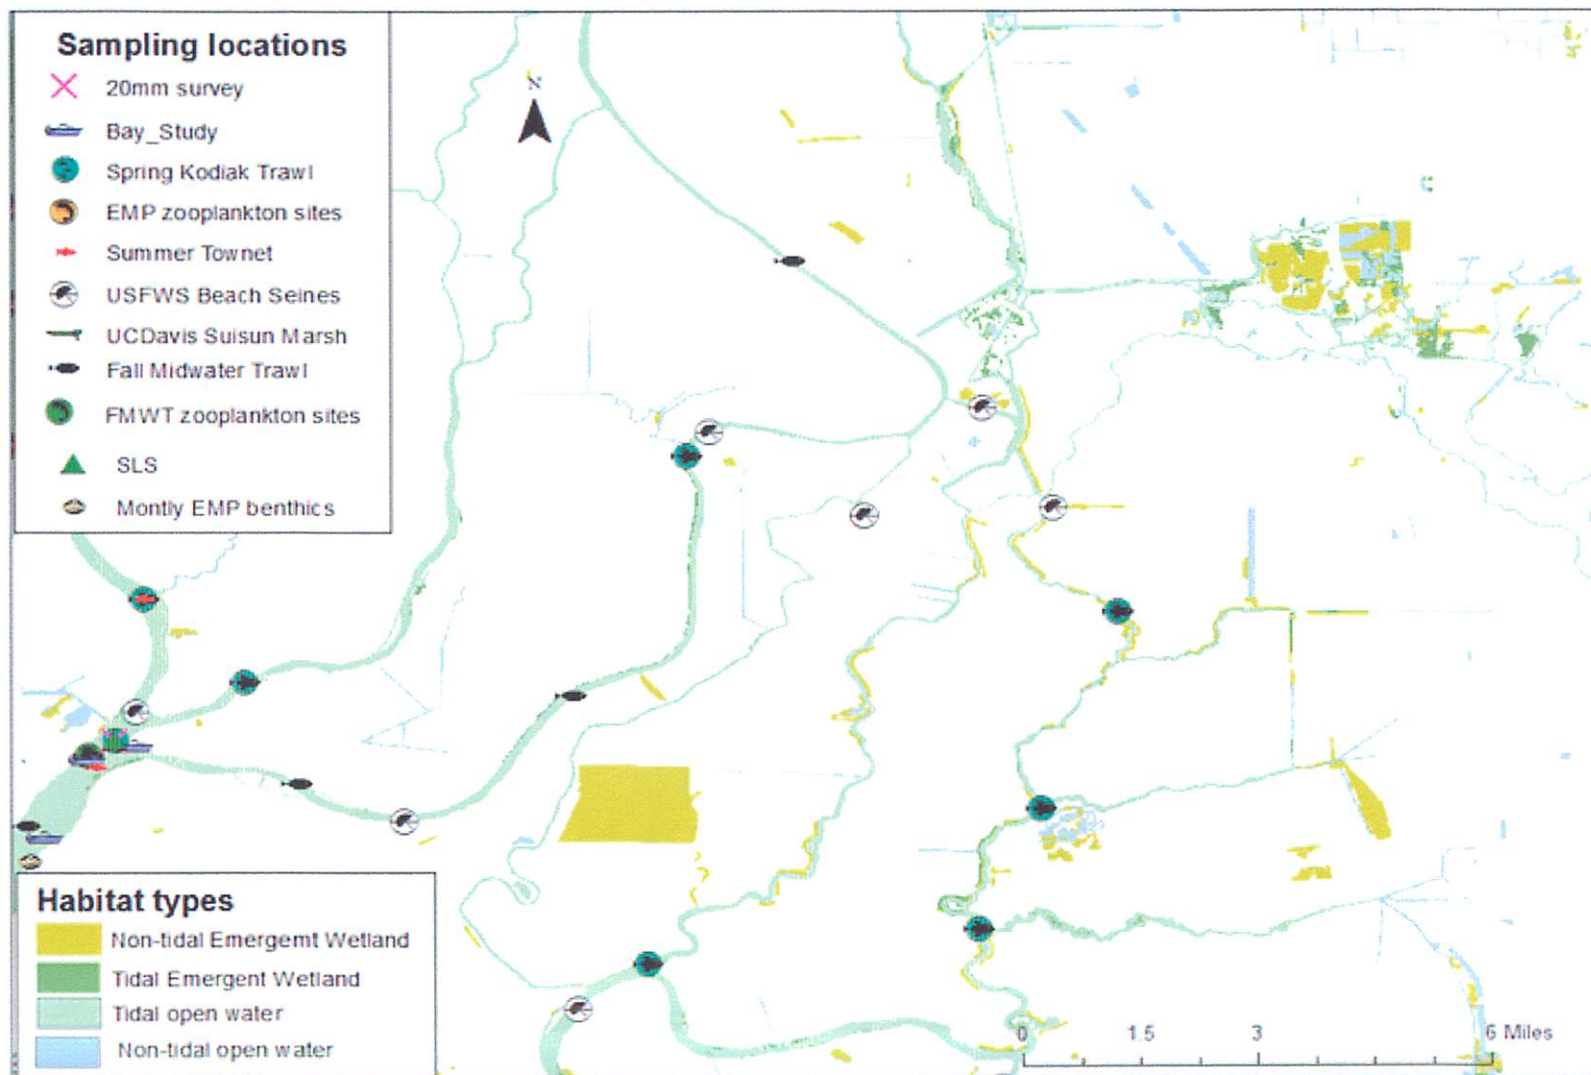 Sampling locations
20mm survey
Bay_Study
Spring Kodiak Trawl
EMP zooplankton sites
Summer Townet
USFWS Beach Seines
UCDavis Suisun Marsh
Fall Midwater Trawl
FMWT zooplankton sites
SLS
Montly EMP benthics
N
Habitat types
Non-tidal Emergemt Wetland
Tidal Emergent Wetland
Tidal open water
Non-tidal open water
0 1.5 3 6 Miles